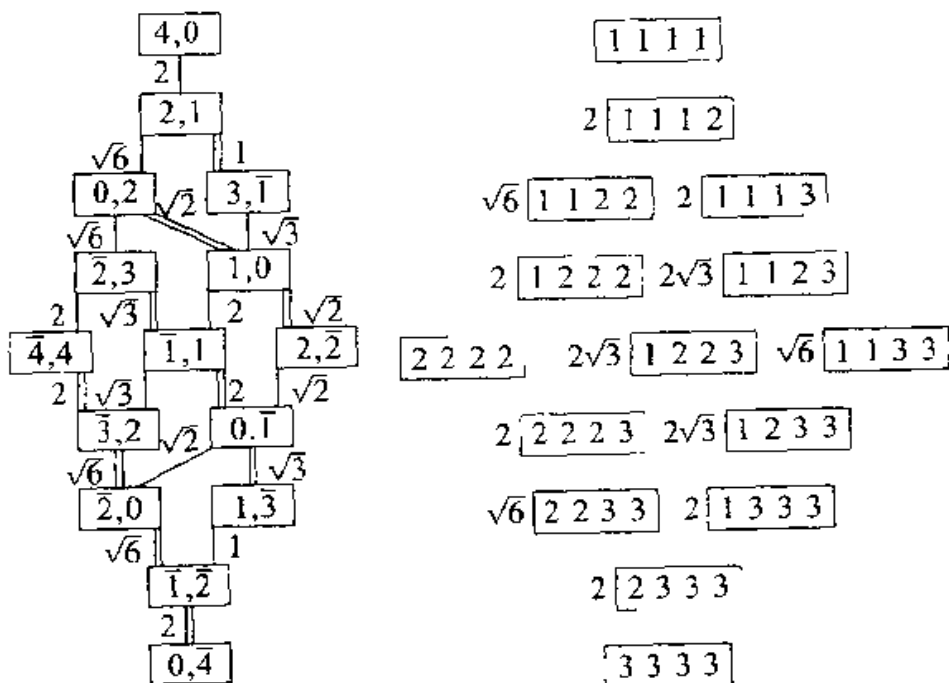 4,0 1 1 1 1
2
2,1 2 1 1 1 2
√6 1
0,2 √2 3,1̄ √6 1 1 2 2 2 1 1 1 3
√6 √3
2̄,3 1,0 2 1 2 2 2 2√3 1 1 2 3
2 √3 2 √2
4̄,4 1̄,1 2,2̄ 2 2 2 2 2√3 1 2 2 3 √6 1 1 3 3
2 √3 2 √2
3̄,2 √2 0,1̄ 2 2 2 2 3 2√3 1 2 3 3
√6 √3
2̄,0 1,3̄ √6 2 2 3 3 2 1 3 3 3
√6 1
1̄,2̄ 2 2 3 3 3
2
0,4̄ 3 3 3 3